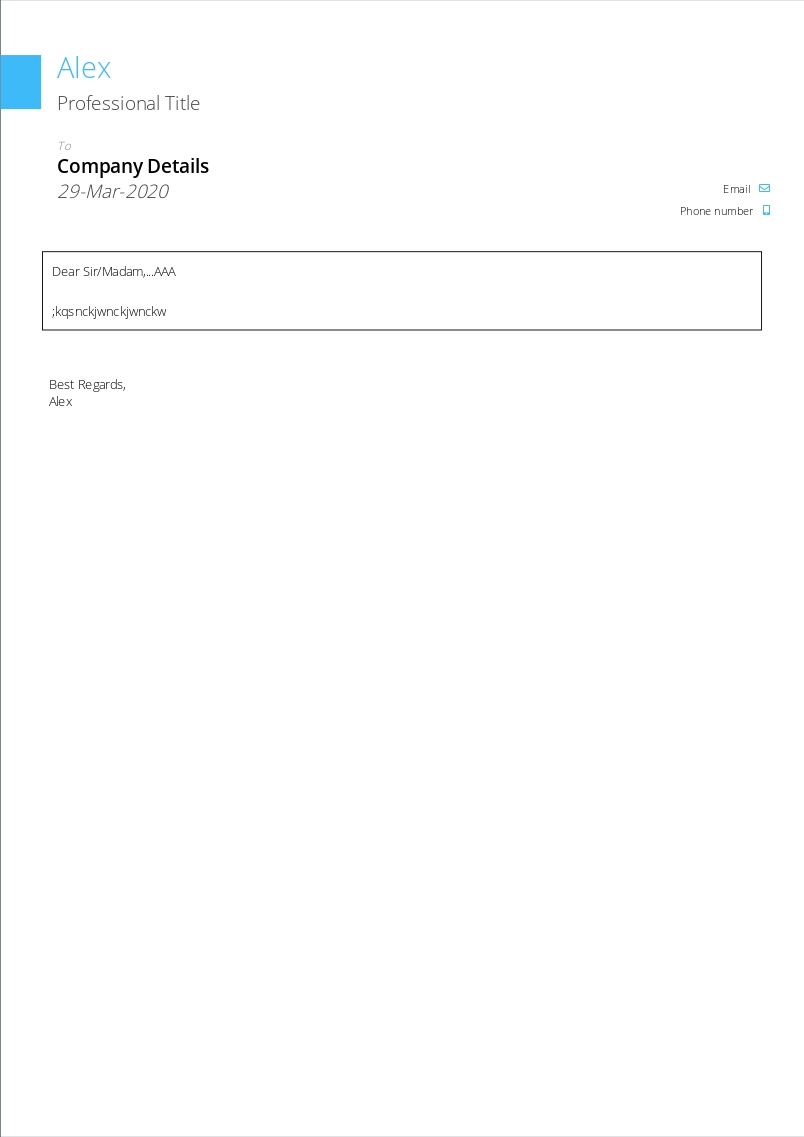 Alex
Professional Title
To
Company Details
29-Mar-2020
Email
Phone number
Dear Sir/Madam,...AAA
;kqsnckjwnckjwnckw
Best Regards,
Alex